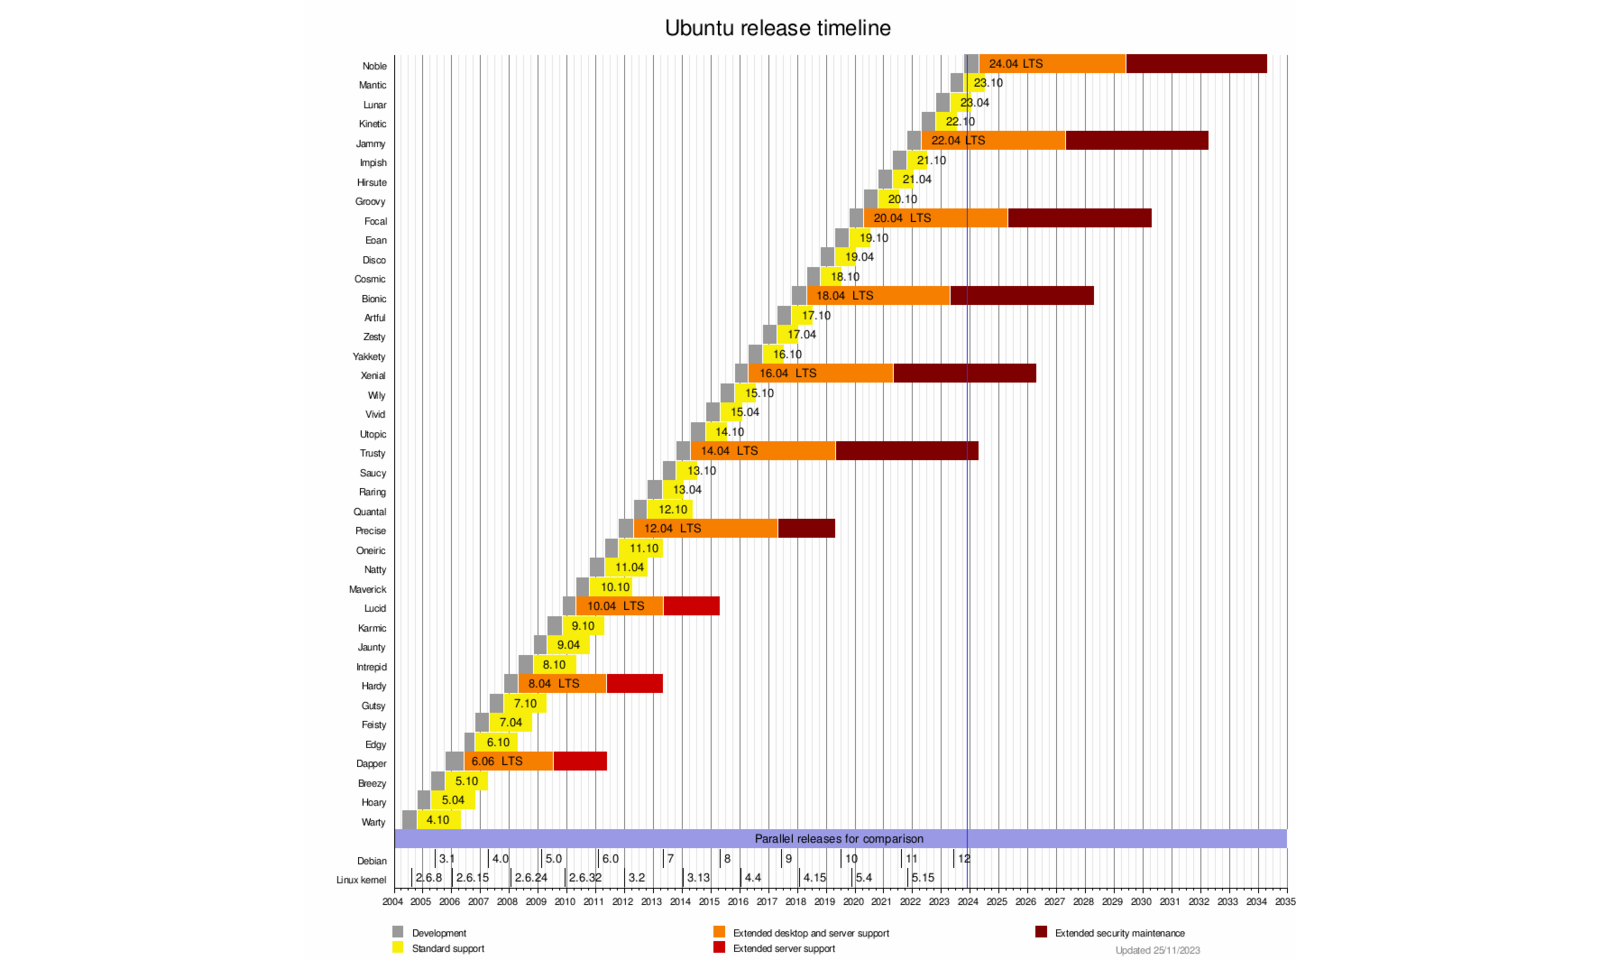 Ubuntu release timeline
Noble 24.04 LTS
Mantic 23.10
Lunar 23.04
Kinetic 22.10
Jammy 22.04 LTS
Impish 21.10
Hirsute 21.04
Groovy 20.10
Focal 20.04 LTS
Eoan 19.10
Disco 19.04
Cosmic 18.10
Bionic 18.04 LTS
Artful 17.10
Zesty 17.04
Yakkety 16.10
Xenial 16.04 LTS
Wily 15.10
Vivid 15.04
Utopic 14.10
Trusty 14.04 LTS
Saucy 13.10
Raring 13.04
Quantal 12.10
Precise 12.04 LTS
Oneiric 11.10
Natty 11.04
Maverick 10.10
Lucid 10.04 LTS
Karmic 9.10
Jaunty 9.04
Intrepid 8.10
Hardy 8.04 LTS
Gutsy 7.10
Feisty 7.04
Edgy 6.10
Dapper 6.06 LTS
Breezy 5.10
Hoary 5.04
Warty 4.10
Parallel releases for comparison
Debian 3.1 4.0 5.0 6.0 7 8 9 10 11 12
Linux kernel 2.6.8 2.6.15 2.6.24 2.6.32 3.2 3.13 4.4 4.15 5.4 5.15
2004 2005 2006 2007 2008 2009 2010 2011 2012 2013 2014 2015 2016 2017 2018 2019 2020 2021 2022 2023 2024 2025 2026 2027 2028 2029 2030 2031 2032 2033 2034 2035
Development Extended desktop and server support Extended security maintenance
Standard support Extended server support
Updated 25/11/2023